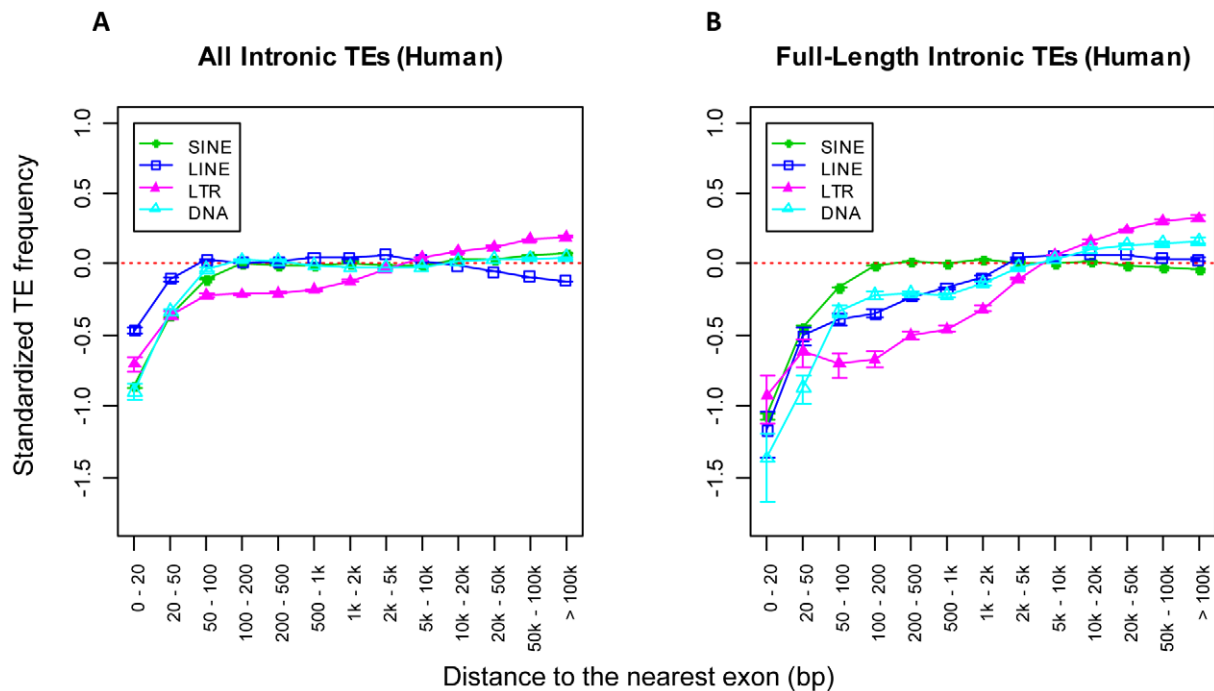 A
All Intronic TEs (Human)
Standardized TE frequency
1.0
0.5
0.0
-0.5
-1.0
-1.5
SINE
LINE
LTR
DNA
0 - 20
20 - 50
50 - 100
100 - 200
200 - 500
500 - 1k
1k - 2k
2k - 5k
5k - 10k
10k - 20k
20k - 50k
50k - 100k
> 100k
B
Full-Length Intronic TEs (Human)
1.0
0.5
0.0
-0.5
-1.0
-1.5
SINE
LINE
LTR
DNA
0 - 20
20 - 50
50 - 100
100 - 200
200 - 500
500 - 1k
1k - 2k
2k - 5k
5k - 10k
10k - 20k
20k - 50k
50k - 100k
> 100k
Distance to the nearest exon (bp)